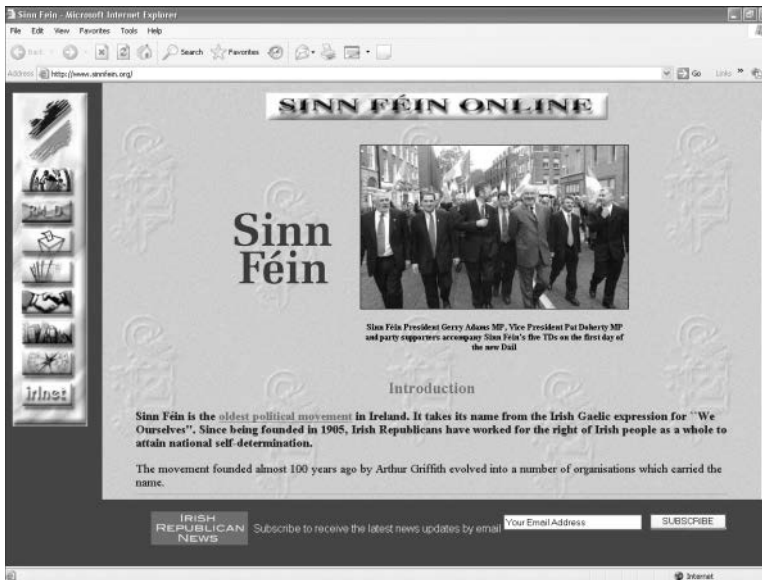 Sinn Fein - Microsoft Internet Explorer
File Edit View Favorites Tools Help
Back Search Favorites
Address http://www.sinnfein.org/ Go Links »
SINN FÉIN ONLINE
Sinn
Féin
Sinn Féin President Gerry Adams MP, Vice President Pat Doherty MP
and party supporters accompany Sinn Féin's five TDs on the first day of
the new Dail
irlnet
Introduction
Sinn Féin is the oldest political movement in Ireland. It takes its name from the Irish Gaelic expression for ``We
Ourselves''. Since being founded in 1905, Irish Republicans have worked for the right of Irish people as a whole to
attain national self-determination.
The movement founded almost 100 years ago by Arthur Griffith evolved into a number of organisations which carried the
name.
IRISH
REPUBLICAN
NEWS
Subscribe to receive the latest news updates by email Your Email Address SUBSCRIBE
Internet